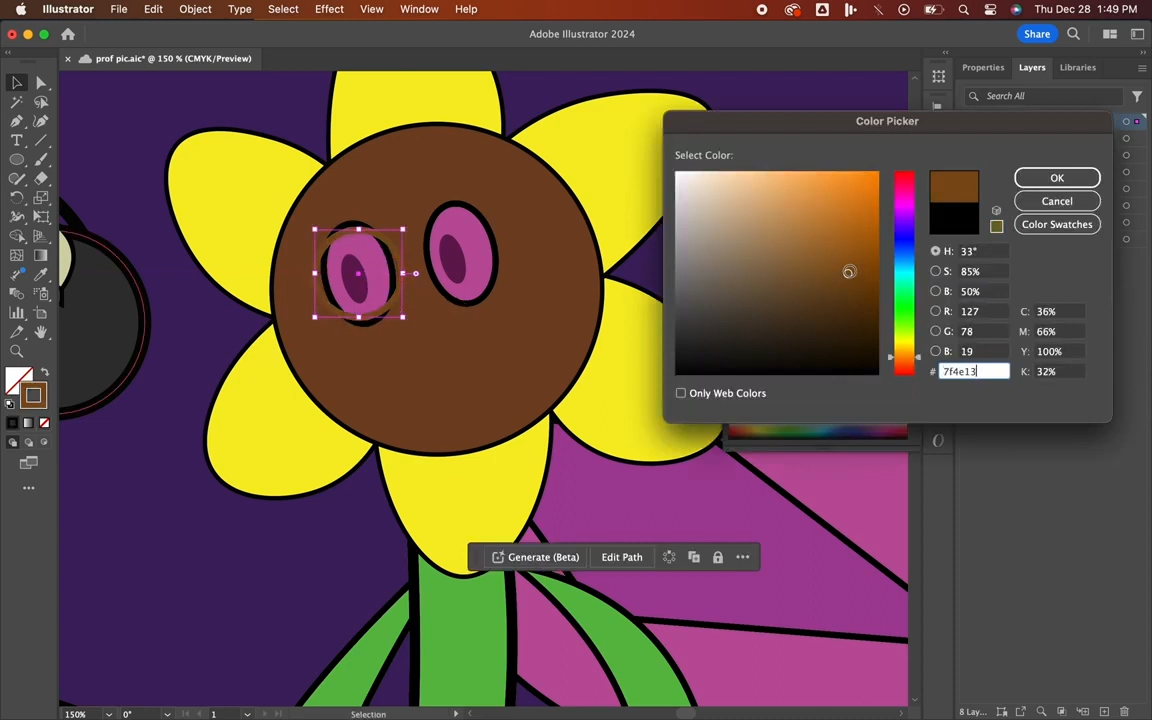 Illustrator File Edit Object Type Select Effect View Window Help Thu Dec 28 1:49 PM
Adobe Illustrator 2024
Share
prof pic.aic* @ 150 % (CMYK/Preview)
Properties Layers Libraries
Search All
Color Picker
Select Color:
OK
Cancel
Color Swatches
H: 33°
S: 85%
B: 50%
R: 127
G: 78
B: 19
# 7f4e13
C: 36%
M: 66%
Y: 100%
K: 32%
Only Web Colors
Generate (Beta) Edit Path
150% 0° 1 Selection
8 Lay...